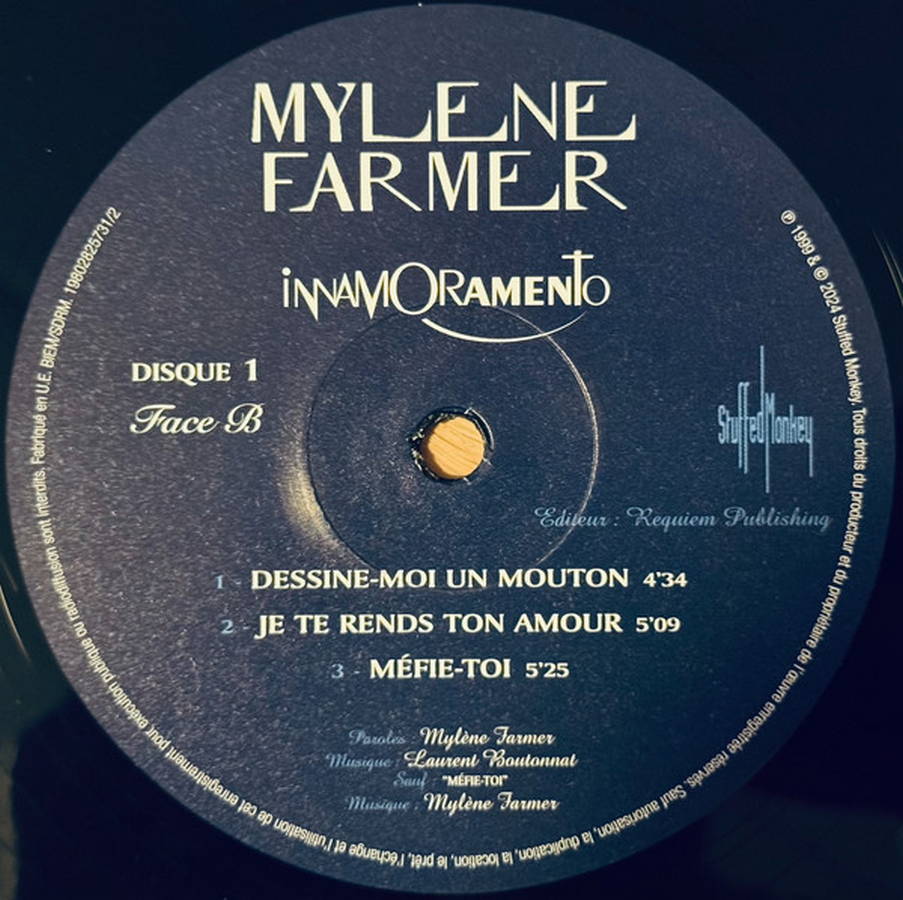 MYLENE
FARMER
INNAMORAMENTO
DISQUE 1
Face B
Stuffed Monkey
Editeur : Requiem Publishing
1 - DESSINE-MOI UN MOUTON 4'34
2 - JE TE RENDS TON AMOUR 5'09
3 - MÉFIE-TOI 5'25
Paroles : Mylène Farmer
Musique : Laurent Boutonnat
Sauf : "MÉFIE-TOI"
Musique : Mylène Farmer
℗ 1999 & © 2024 Stuffed Monkey. Tous droits du producteur et du propriétaire de l'œuvre enregistrée réservés. Sauf autorisation, la duplication, la location, le prêt, l'échange et l'utilisation de cet enregistrement pour exécution publique ou radiodiffusion sont interdits. Fabriqué en U.E. BIEM/SDRM. 19802825731/2